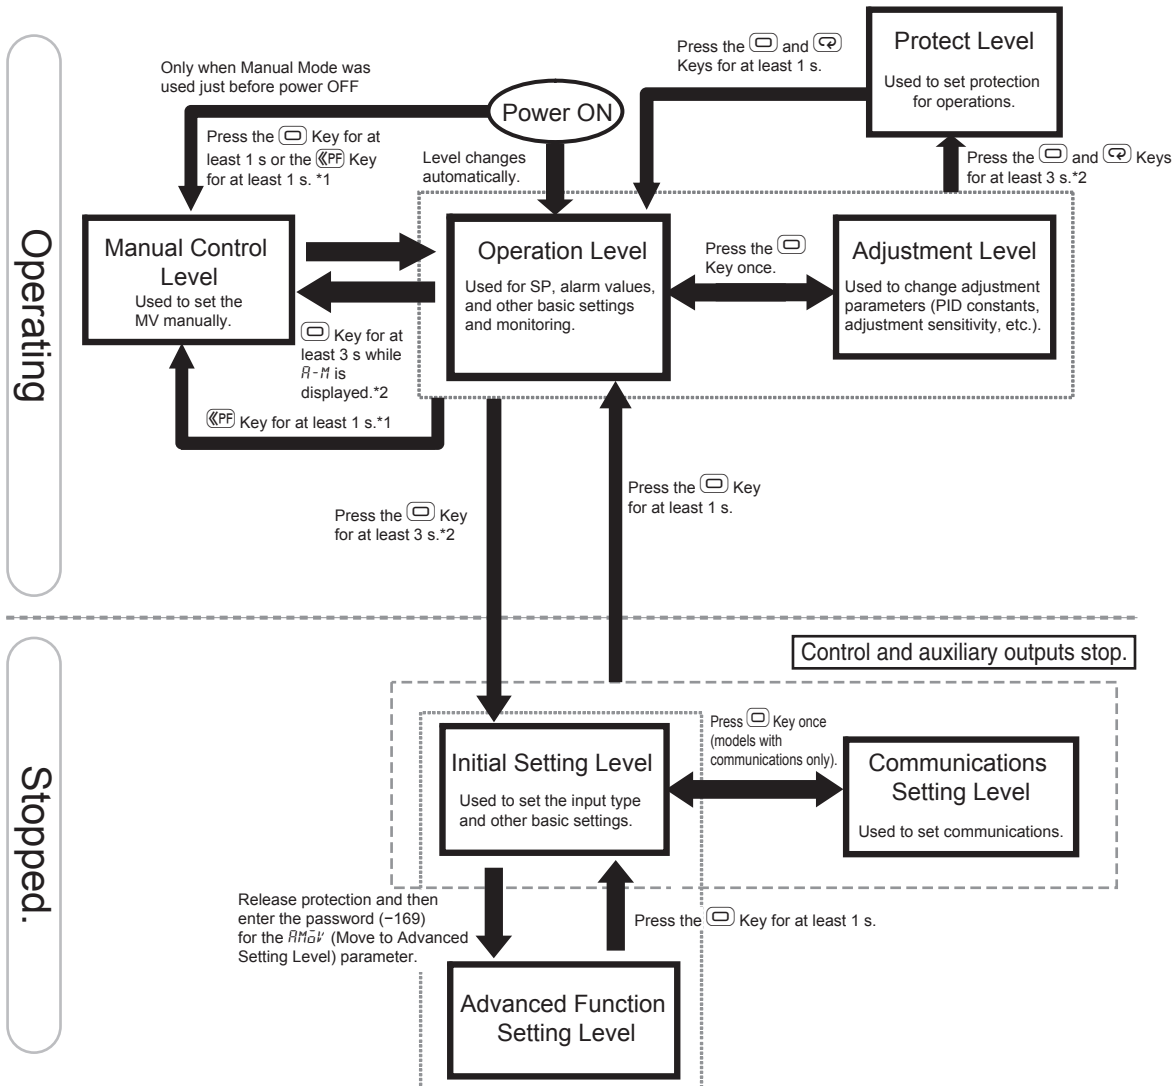 Only when Manual Mode was
used just before power OFF
Power ON
Press the and
Keys for at least 1 s.
Protect Level
Used to set protection
for operations.
Press the Key for at
least 1 s or the 《PF Key
for at least 1 s. *1
Level changes
automatically.
Press the and Keys
for at least 3 s.*2
Operating
Manual Control
Level
Used to set the
MV manually.
Operation Level
Used for SP, alarm values,
and other basic settings
and monitoring.
Press the
Key once.
Adjustment Level
Used to change adjustment
parameters (PID constants,
adjustment sensitivity, etc.).
Key for at
least 3 s while
A-M is
displayed.*2
《PF Key for at least 1 s.*1
Press the Key
for at least 3 s.*2
Press the Key
for at least 1 s.
Stopped.
Control and auxiliary outputs stop.
Initial Setting Level
Used to set the input type
and other basic settings.
Press Key once
(models with
communications only).
Communications
Setting Level
Used to set communications.
Release protection and then
enter the password (−169)
for the AMoV (Move to Advanced
Setting Level) parameter.
Press the Key for at least 1 s.
Advanced Function
Setting Level